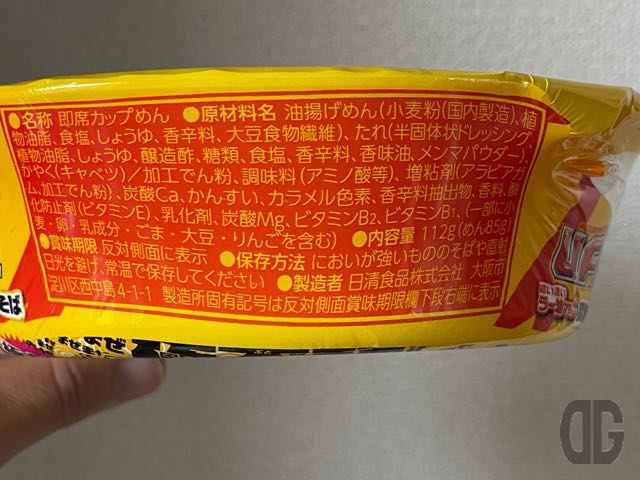 ●名称 即席カップめん ●原材料名 油揚げめん(小麦粉(国内製造)、植
物油脂、食塩、しょうゆ、香辛料、大豆食物繊維)、たれ(半固体状ドレッシング、
植物油脂、しょうゆ、醸造酢、糖類、食塩、香辛料、香味油、メンマパウダー)、
かやく(キャベツ)/加工でん粉、調味料(アミノ酸等)、増粘剤(アラビアガ
ム、加工でん粉)、炭酸Ca、かんすい、カラメル色素、香辛料抽出物、香料、酸
化防止剤(ビタミンE)、乳化剤、炭酸Mg、ビタミンB2、ビタミンB1、(一部に小
麦・卵・乳成分・ごま・大豆・りんごを含む) ●内容量 112g(めん85g)
●賞味期限 反対側面に表示 ●保存方法 においが強いもののそばや直射
日光を避け、常温で保存してください ●製造者 日清食品株式会社 大阪市
淀川区西中島4-1-1 製造所固有記号は反対側面賞味期限欄下段右端に表示
そば
UF
DG